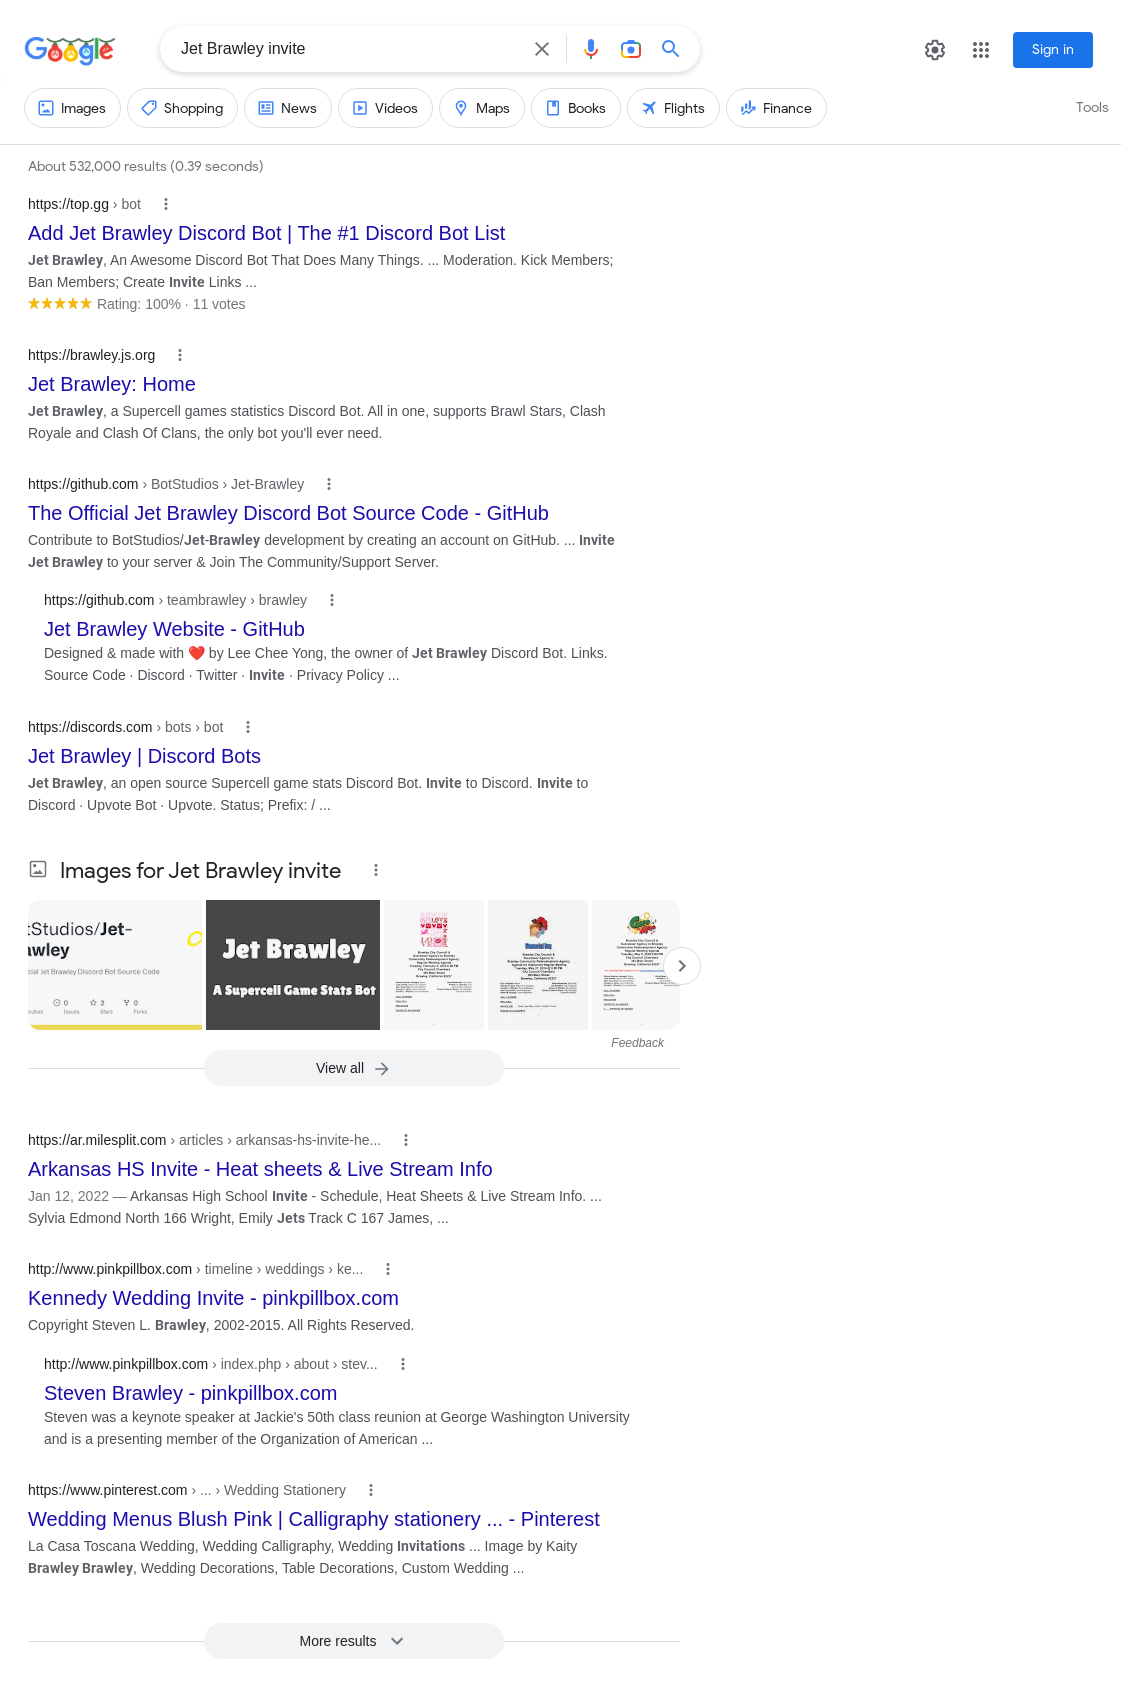 Google
Jet Brawley invite
Sign in
Images
Shopping
News
Videos
Maps
Books
Flights
Finance
Tools
About 532,000 results (0.39 seconds)
https://top.gg › bot
Add Jet Brawley Discord Bot | The #1 Discord Bot List
Jet Brawley, An Awesome Discord Bot That Does Many Things. ... Moderation. Kick Members;
Ban Members; Create Invite Links ...
Rating: 100% · 11 votes
https://brawley.js.org
Jet Brawley: Home
Jet Brawley, a Supercell games statistics Discord Bot. All in one, supports Brawl Stars, Clash
Royale and Clash Of Clans, the only bot you'll ever need.
https://github.com › BotStudios › Jet-Brawley
The Official Jet Brawley Discord Bot Source Code - GitHub
Contribute to BotStudios/Jet-Brawley development by creating an account on GitHub. ... Invite
Jet Brawley to your server & Join The Community/Support Server.
https://github.com › teambrawley › brawley
Jet Brawley Website - GitHub
Designed & made with ❤️ by Lee Chee Yong, the owner of Jet Brawley Discord Bot. Links.
Source Code · Discord · Twitter · Invite · Privacy Policy ...
https://discords.com › bots › bot
Jet Brawley | Discord Bots
Jet Brawley, an open source Supercell game stats Discord Bot. Invite to Discord. Invite to
Discord · Upvote Bot · Upvote. Status; Prefix: / ...
Images for Jet Brawley invite
tStudios/Jet-
awley
cial Jet Brawley Discord Bot Source Code
0
3
0
Issues
Stars
Forks
Jet Brawley
A Supercell Game Stats Bot
Feedback
View all
https://ar.milesplit.com › articles › arkansas-hs-invite-he...
Arkansas HS Invite - Heat sheets & Live Stream Info
Jan 12, 2022 — Arkansas High School Invite - Schedule, Heat Sheets & Live Stream Info. ...
Sylvia Edmond North 166 Wright, Emily Jets Track C 167 James, ...
http://www.pinkpillbox.com › timeline › weddings › ke...
Kennedy Wedding Invite - pinkpillbox.com
Copyright Steven L. Brawley, 2002-2015. All Rights Reserved.
http://www.pinkpillbox.com › index.php › about › stev...
Steven Brawley - pinkpillbox.com
Steven was a keynote speaker at Jackie's 50th class reunion at George Washington University
and is a presenting member of the Organization of American ...
https://www.pinterest.com › ... › Wedding Stationery
Wedding Menus Blush Pink | Calligraphy stationery ... - Pinterest
La Casa Toscana Wedding, Wedding Calligraphy, Wedding Invitations ... Image by Kaity
Brawley Brawley, Wedding Decorations, Table Decorations, Custom Wedding ...
More results